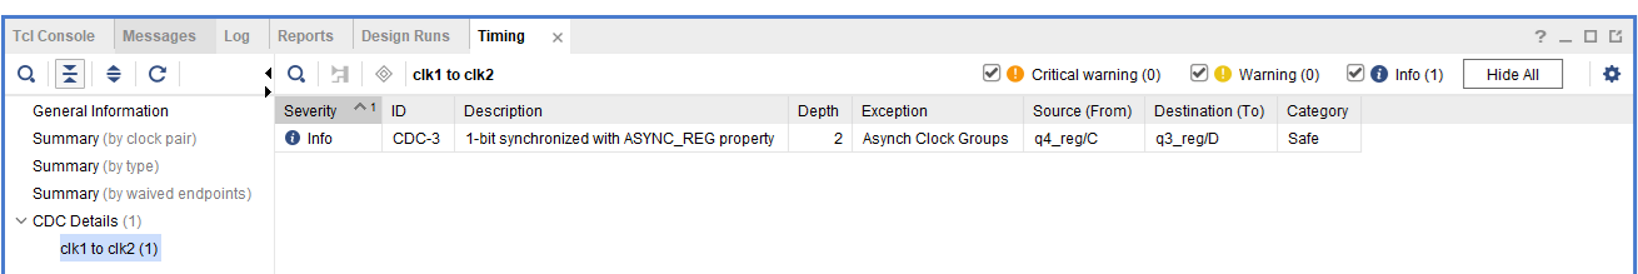 Tcl Console Messages Log Reports Design Runs Timing × ?
clk1 to clk2 Critical warning (0) Warning (0) Info (1) Hide All
General Information
Summary (by clock pair)
Summary (by type)
Summary (by waived endpoints)
CDC Details (1)
clk1 to clk2 (1)
Severity 1 ID Description Depth Exception Source (From) Destination (To) Category
Info CDC-3 1-bit synchronized with ASYNC_REG property 2 Asynch Clock Groups q4_reg/C q3_reg/D Safe